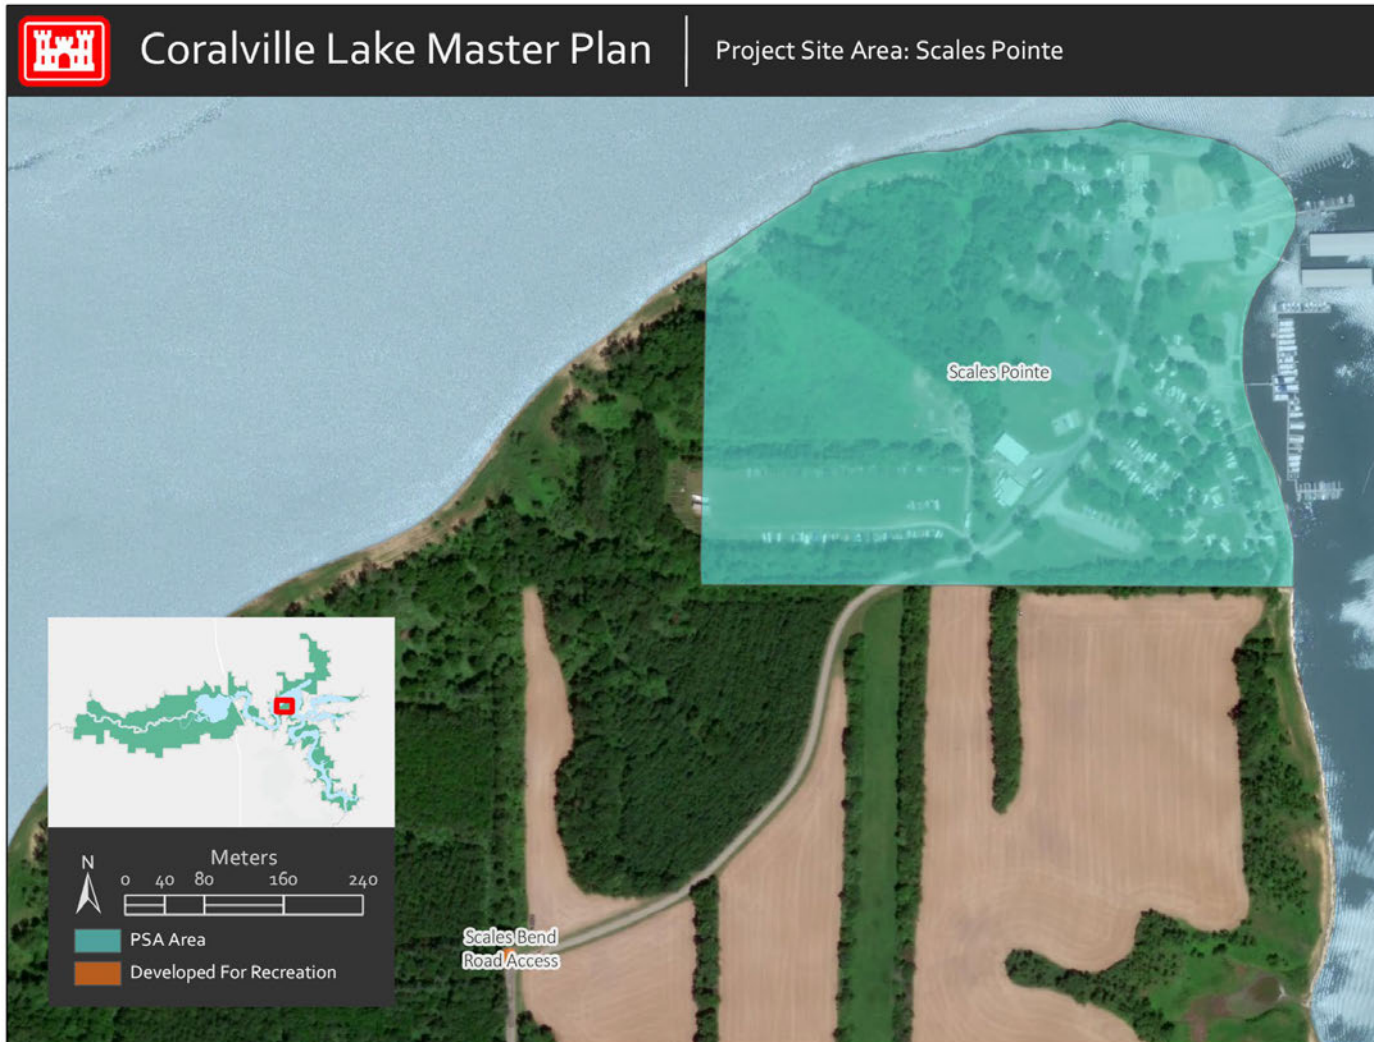 Coralville Lake Master Plan
Project Site Area: Scales Pointe
Scales Pointe
Scales Bend
Road Access
N
Meters
0 40 80 160 240
PSA Area
Developed For Recreation